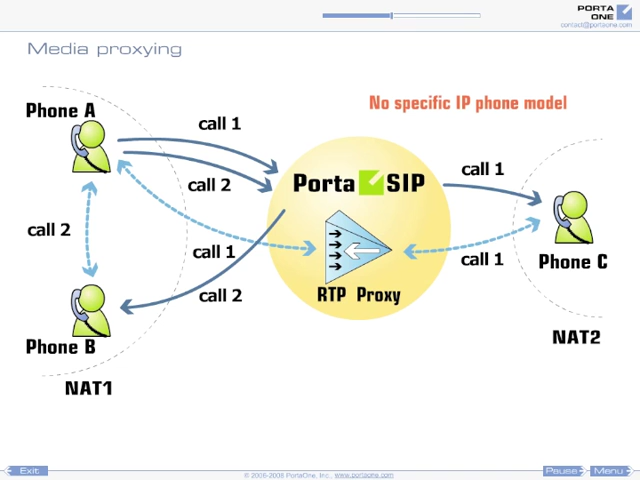 PORTA
ONE
contact@portaone.com
Media proxying
Phone A
call 1
No specific IP phone model
call 2
Porta SIP
call 1
call 2
call 1
call 1
Phone C
call 2
RTP Proxy
Phone B
NAT2
NAT1
Exit
© 2006-2008 PortaOne, Inc., www.portaone.com
Pause
Menu